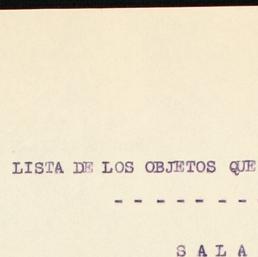 LISTA DE LOS OBJETOS QUE
- - - - - - -
S A L A